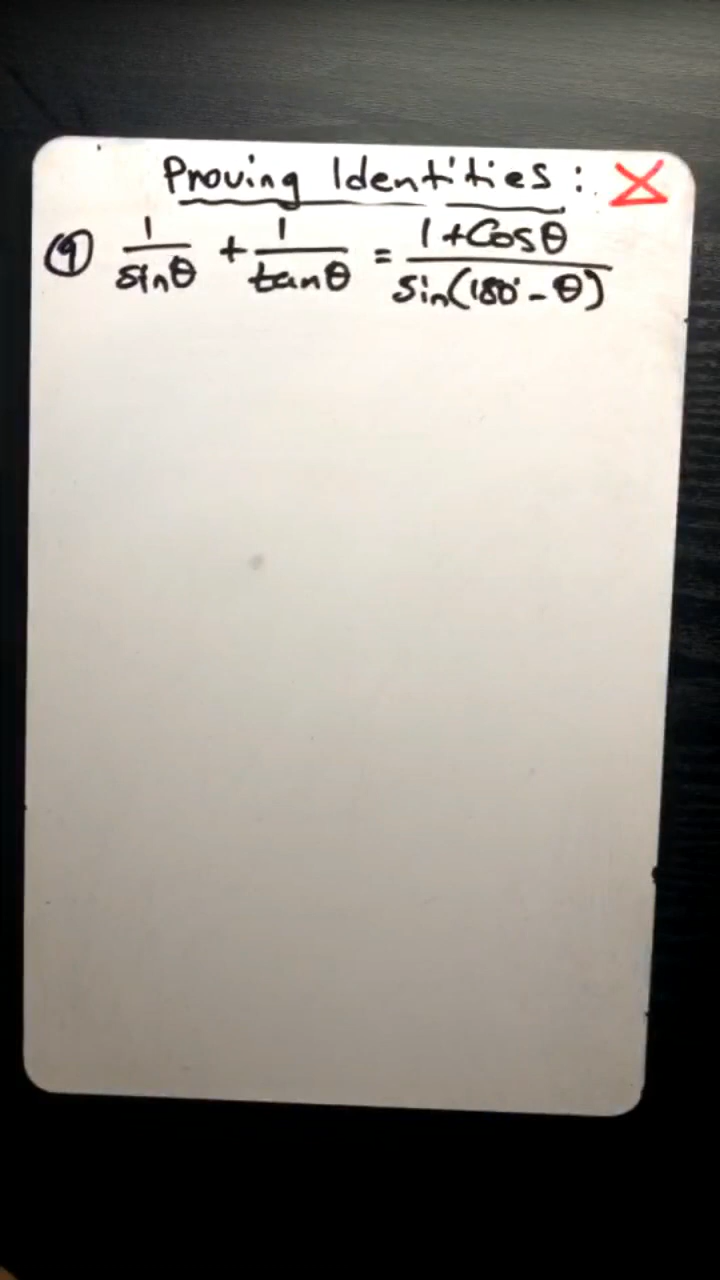 Proving Identities:
9) 1/sinθ + 1/tanθ = 1+Cosθ/sin(180°-θ)